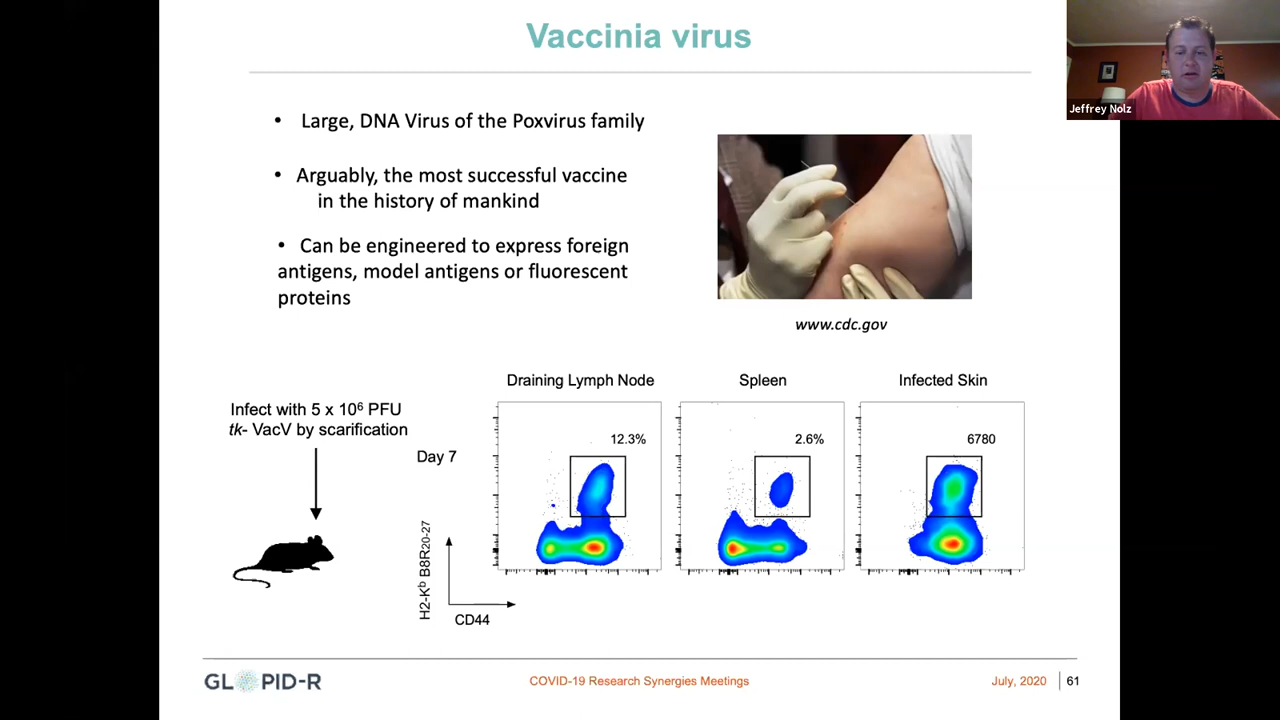 Vaccinia virus
Jeffrey Nolz
• Large, DNA Virus of the Poxvirus family
• Arguably, the most successful vaccine
in the history of mankind
• Can be engineered to express foreign
antigens, model antigens or fluorescent
proteins
www.cdc.gov
Draining Lymph Node
Spleen
Infected Skin
Infect with 5 x 10⁶ PFU
tk- VacV by scarification
12.3%
2.6%
6780
Day 7
H2-Kᵇ B8R₂₀₋₂₇
CD44
GLOPID-R
COVID-19 Research Synergies Meetings
July, 2020
61